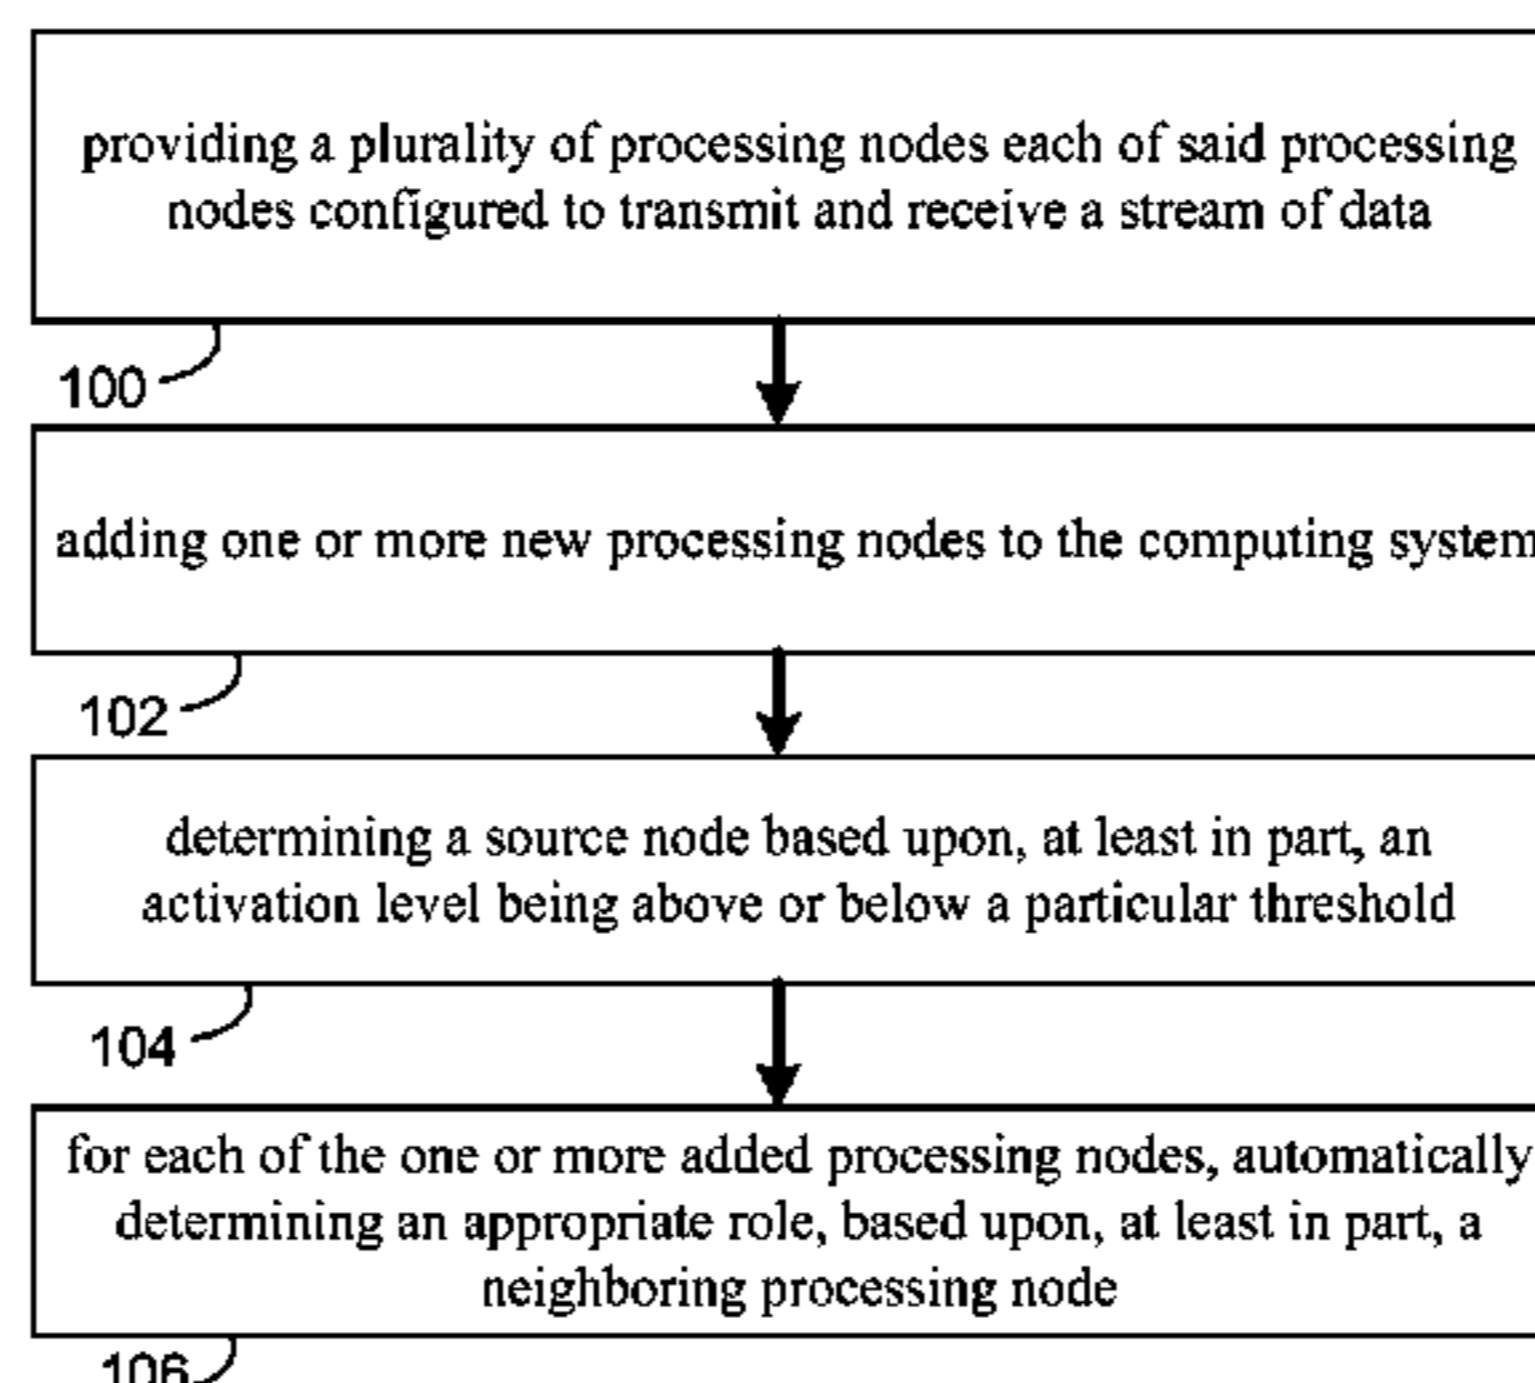 providing a plurality of processing nodes each of said processing
nodes configured to transmit and receive a stream of data
100
adding one or more new processing nodes to the computing system
102
determining a source node based upon, at least in part, an
activation level being above or below a particular threshold
104
for each of the one or more added processing nodes, automatically
determining an appropriate role, based upon, at least in part, a
neighboring processing node
106